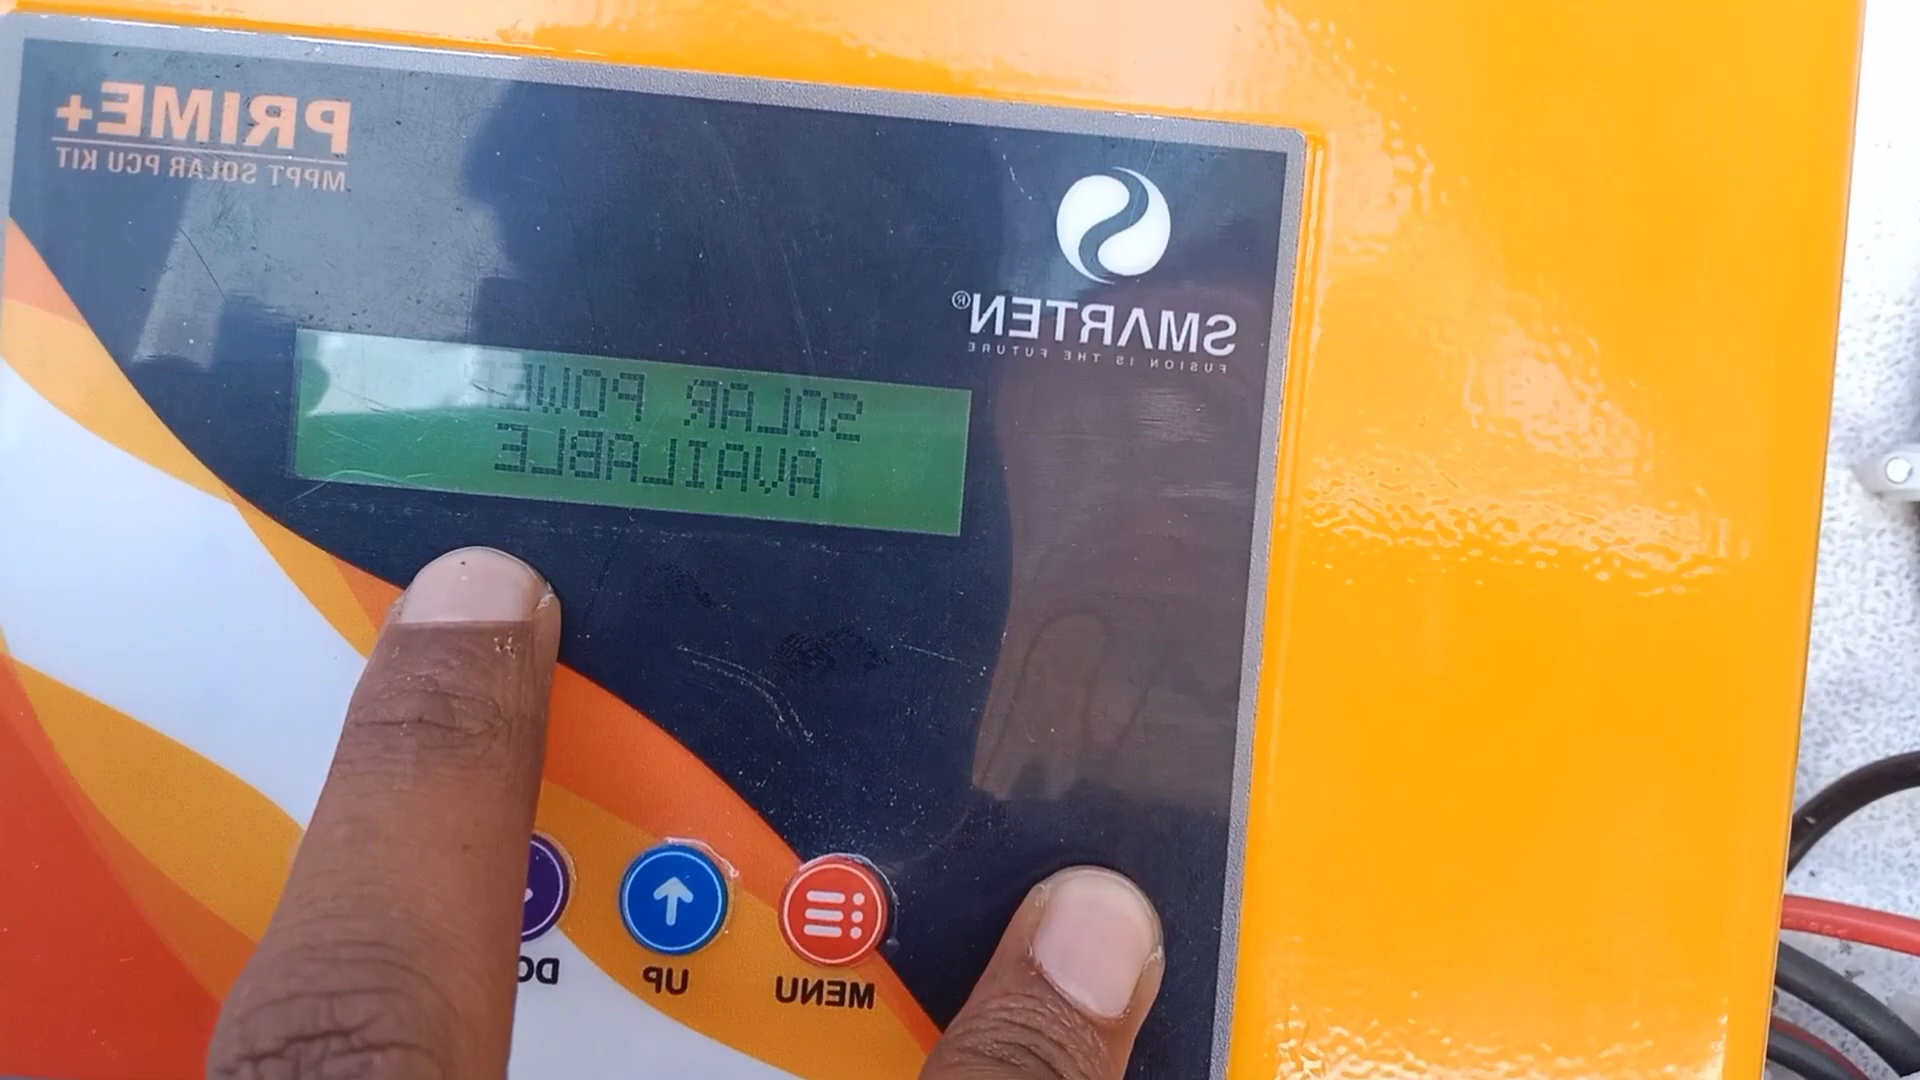 SMARTEN®
FUSION IS THE FUTURE
PRIME+
MPPT SOLAR PCU KIT
SOLAR POWER
AVAILABLE
MENU
UP